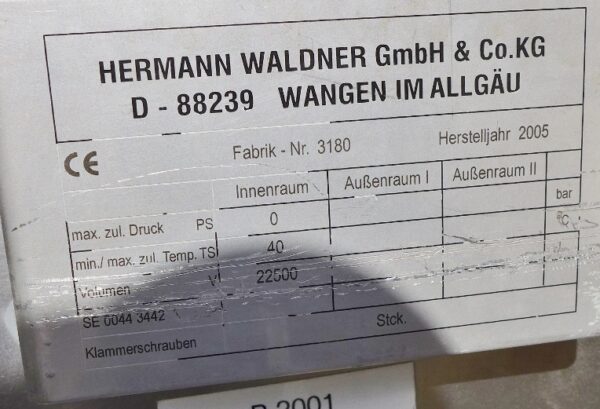 HERMANN WALDNER GmbH & Co.KG
D - 88239 WANGEN IM ALLGÄU
CE
Fabrik - Nr. 3180 Herstelljahr 2005
Innenraum Außenraum I Außenraum II
max. zul. Druck PS 0 bar
min./ max. zul. Temp. TS 40 °C
Volumen V 22500
SE 0044 3442
Klammerschrauben Stck.